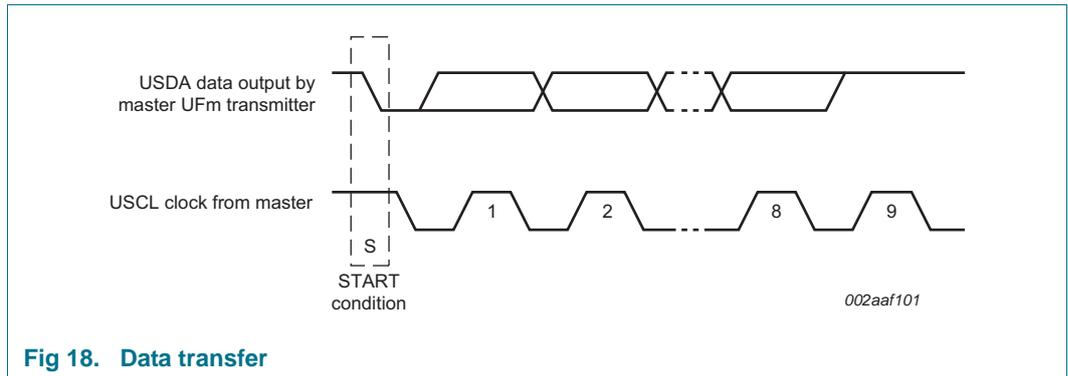 USDA data output by
master UFm transmitter
USCL clock from master
1
2
8
9
S
START
condition
002aaf101
Fig 18. Data transfer